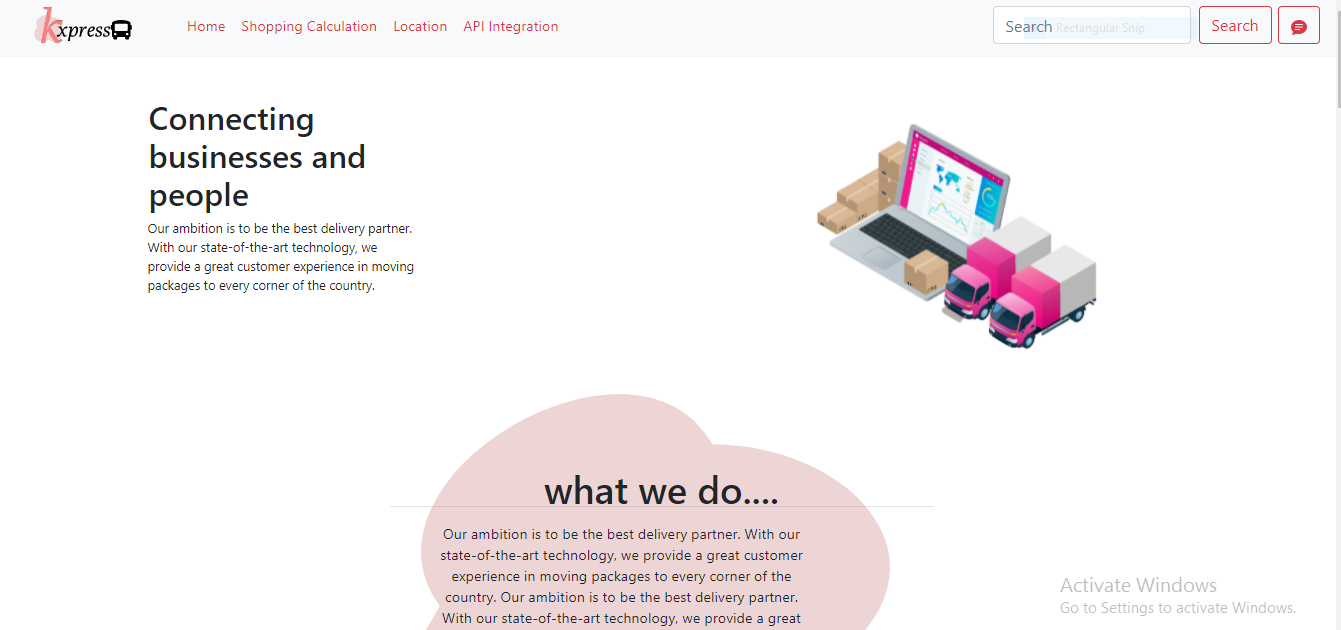 kxpress
Home
Shopping Calculation
Location
API Integration
Search
Rectangular Snip
Search
Connecting
businesses and
people
Our ambition is to be the best delivery partner.
With our state-of-the-art technology, we
provide a great customer experience in moving
packages to every corner of the country.
what we do....
Our ambition is to be the best delivery partner. With our
state-of-the-art technology, we provide a great customer
experience in moving packages to every corner of the
country. Our ambition is to be the best delivery partner.
With our state-of-the-art technology, we provide a great
Activate Windows
Go to Settings to activate Windows.